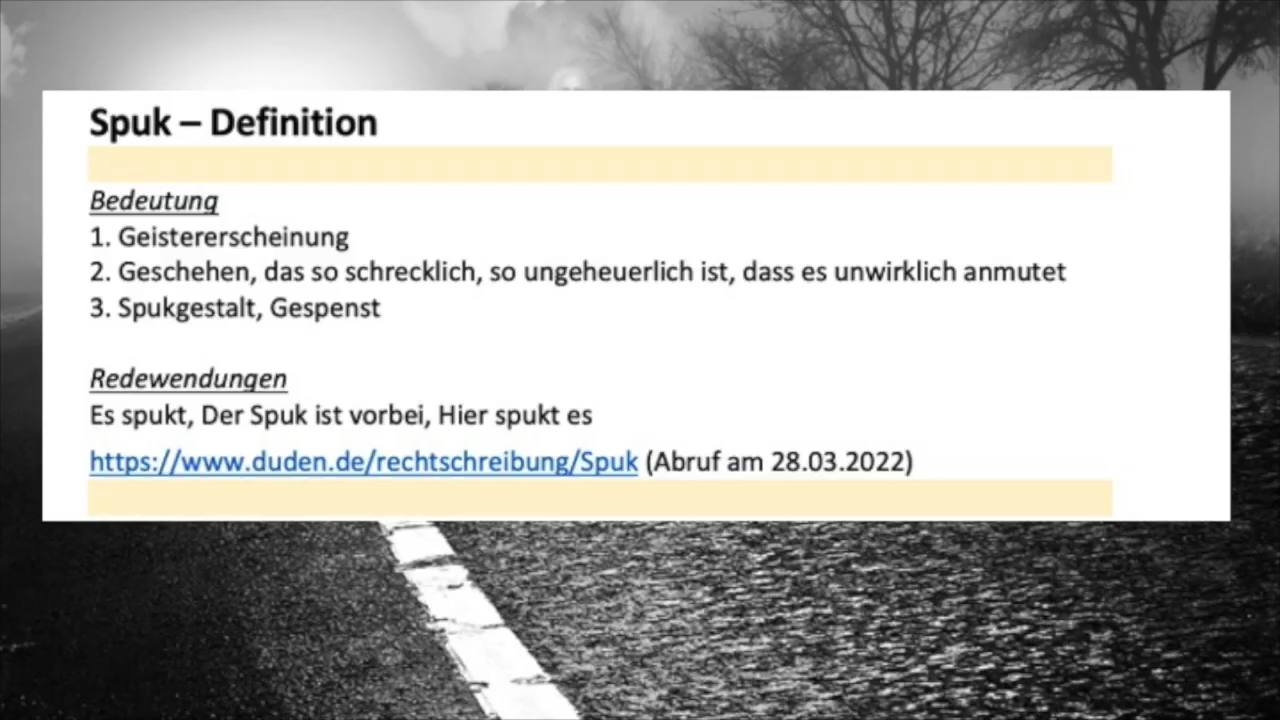 Spuk – Definition
Bedeutung
1. Geistererscheinung
2. Geschehen, das so schrecklich, so ungeheuerlich ist, dass es unwirklich anmutet
3. Spukgestalt, Gespenst
Redewendungen
Es spukt, Der Spuk ist vorbei, Hier spukt es
https://www.duden.de/rechtschreibung/Spuk (Abruf am 28.03.2022)